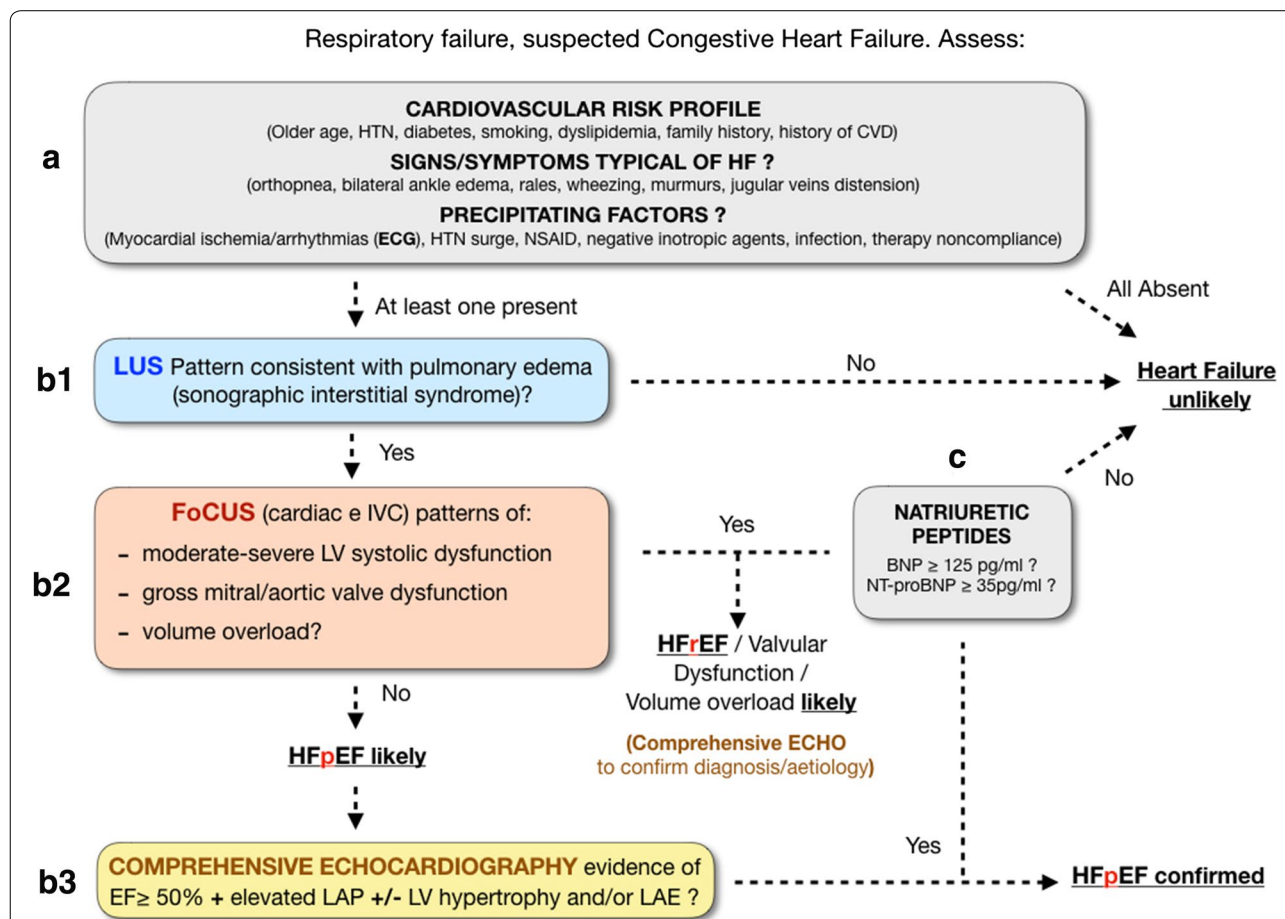 Respiratory failure, suspected Congestive Heart Failure. Assess:
a
CARDIOVASCULAR RISK PROFILE
(Older age, HTN, diabetes, smoking, dyslipidemia, family history, history of CVD)
SIGNS/SYMPTOMS TYPICAL OF HF ?
(orthopnea, bilateral ankle edema, rales, wheezing, murmurs, jugular veins distension)
PRECIPITATING FACTORS ?
(Myocardial ischemia/arrhythmias (ECG), HTN surge, NSAID, negative inotropic agents, infection, therapy noncompliance)
At least one present
All Absent
b1
LUS Pattern consistent with pulmonary edema
(sonographic interstitial syndrome)?
No
Heart Failure
unlikely
Yes
No
b2
FoCUS (cardiac e IVC) patterns of:
- moderate-severe LV systolic dysfunction
- gross mitral/aortic valve dysfunction
- volume overload?
Yes
c
NATRIURETIC
PEPTIDES
BNP ≥ 125 pg/ml ?
NT-proBNP ≥ 35pg/ml ?
HFrEF / Valvular
Dysfunction /
Volume overload likely
(Comprehensive ECHO
to confirm diagnosis/aetiology)
No
HFpEF likely
b3
COMPREHENSIVE ECHOCARDIOGRAPHY evidence of
EF≥ 50% + elevated LAP +/- LV hypertrophy and/or LAE ?
Yes
HFpEF confirmed